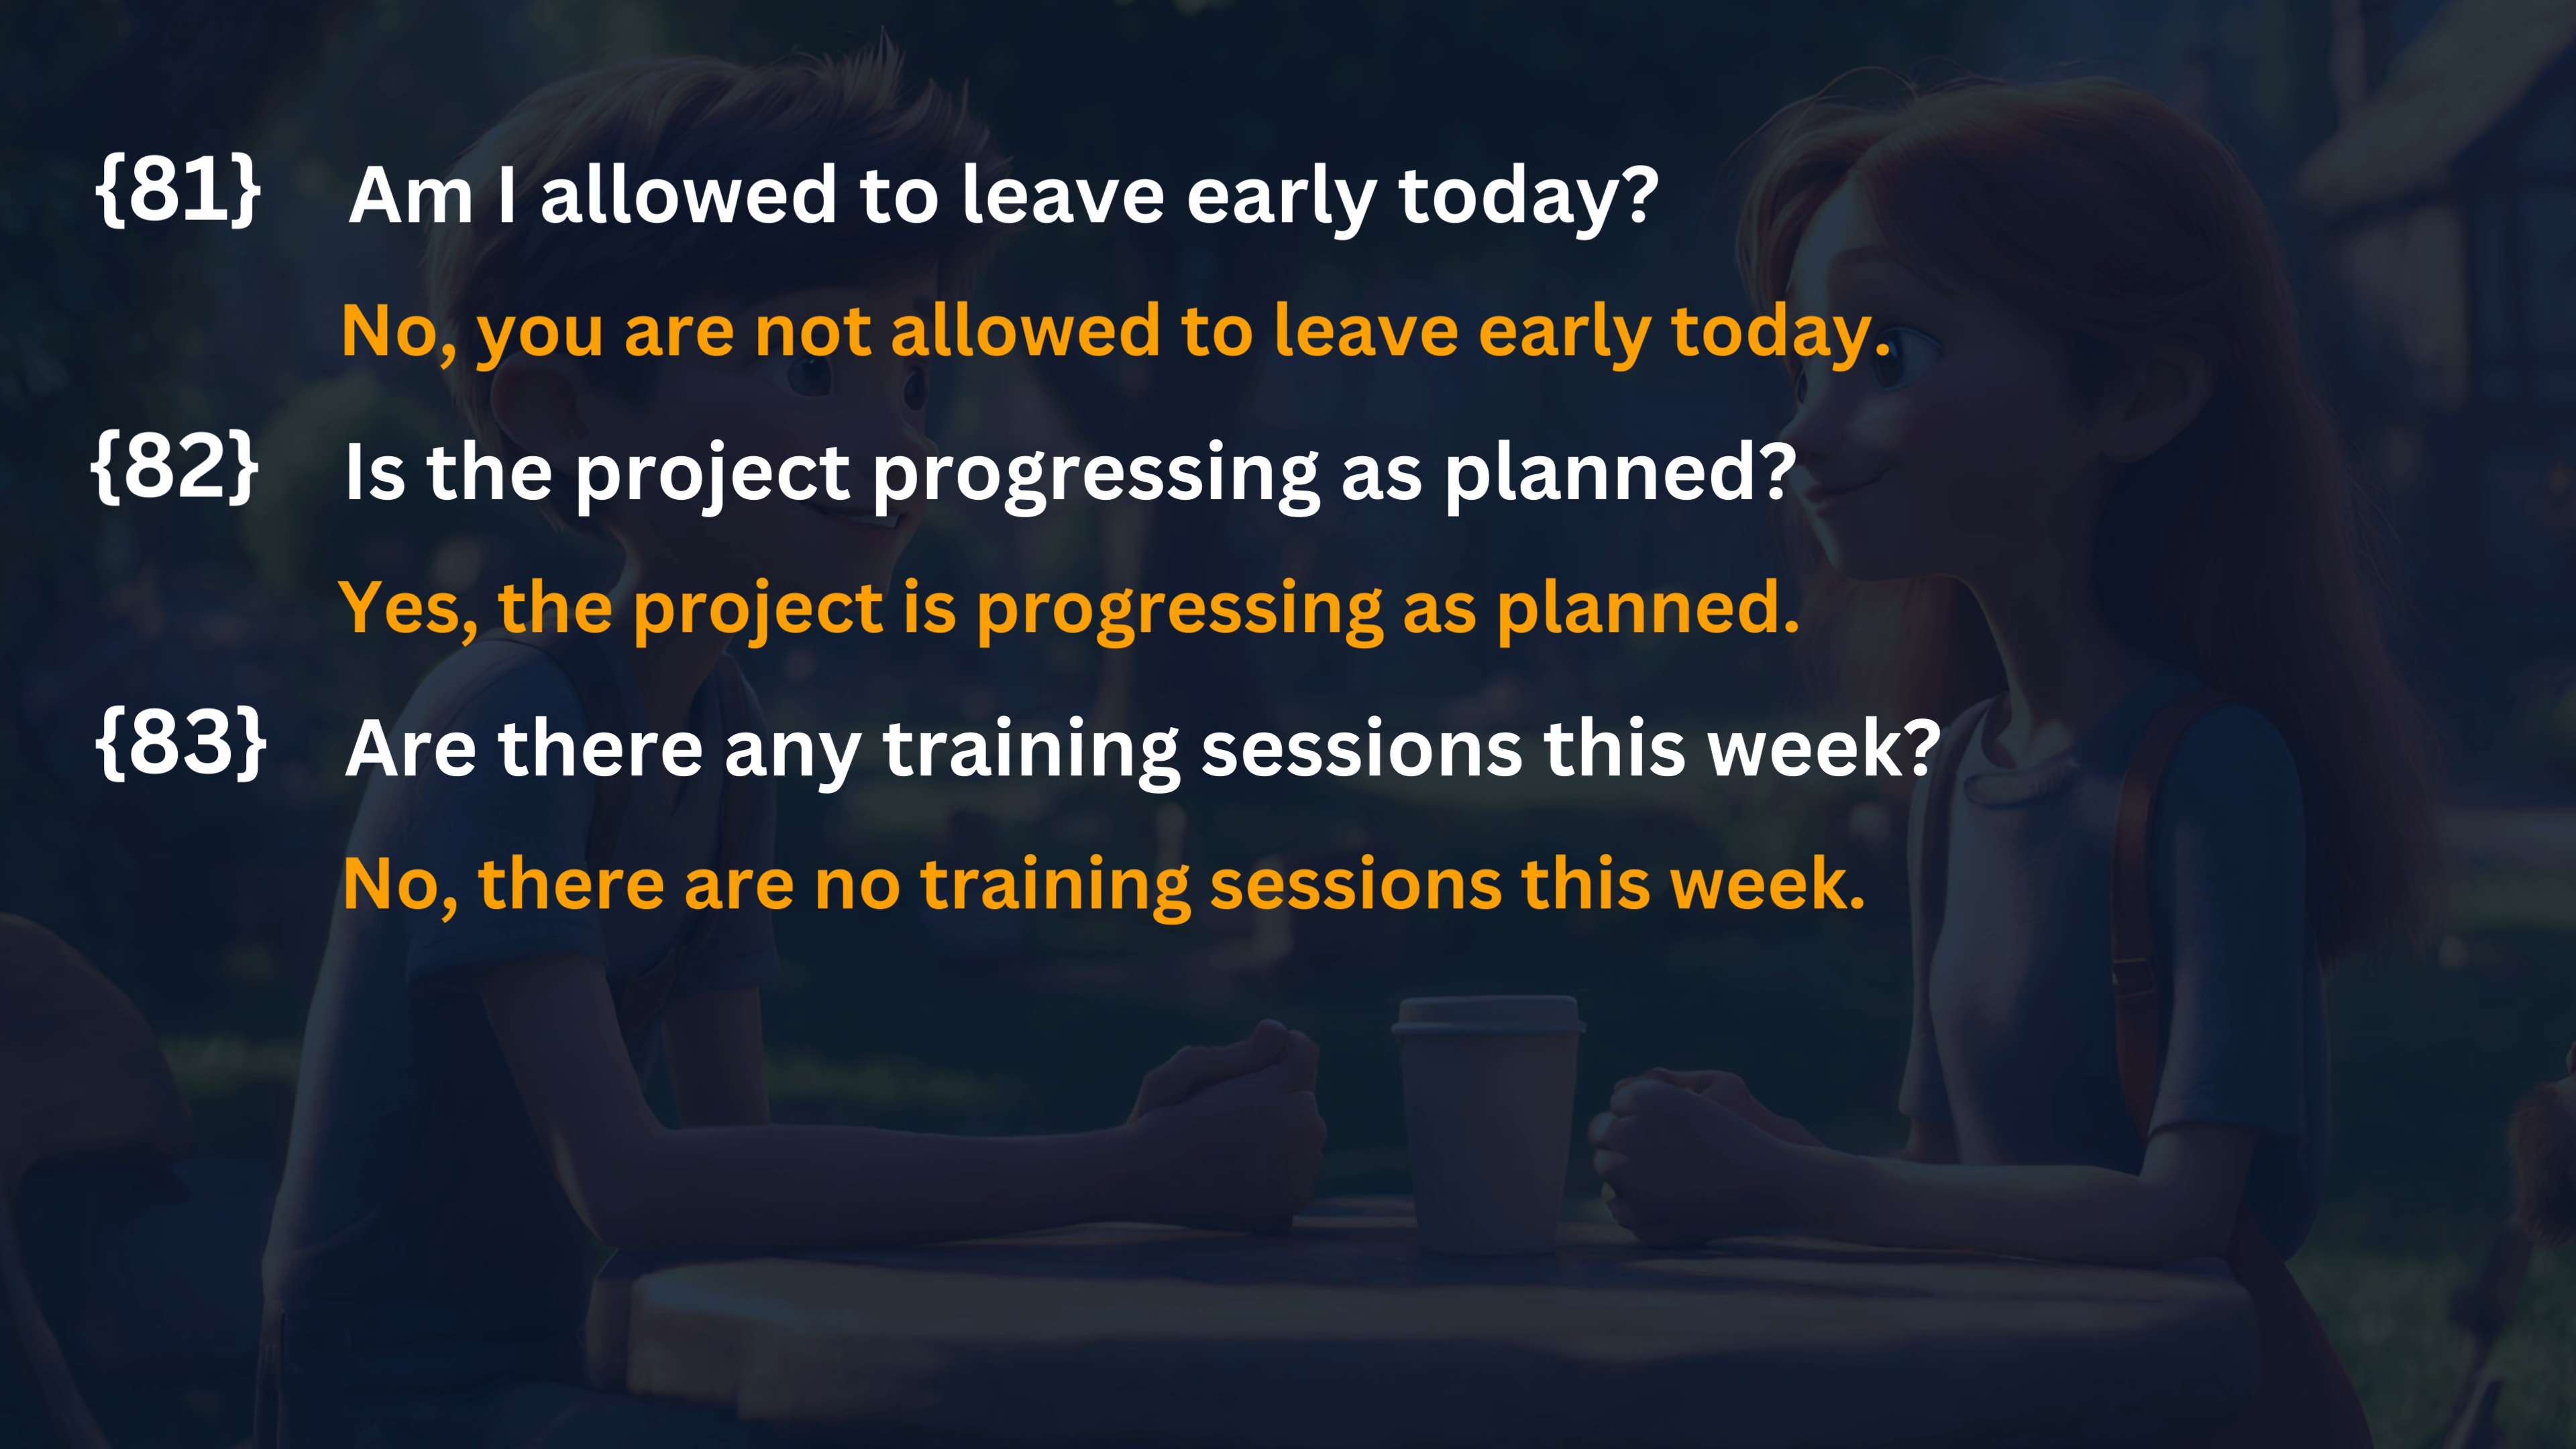 {81} Am I allowed to leave early today?
No, you are not allowed to leave early today.
{82} Is the project progressing as planned?
Yes, the project is progressing as planned.
{83} Are there any training sessions this week?
No, there are no training sessions this week.